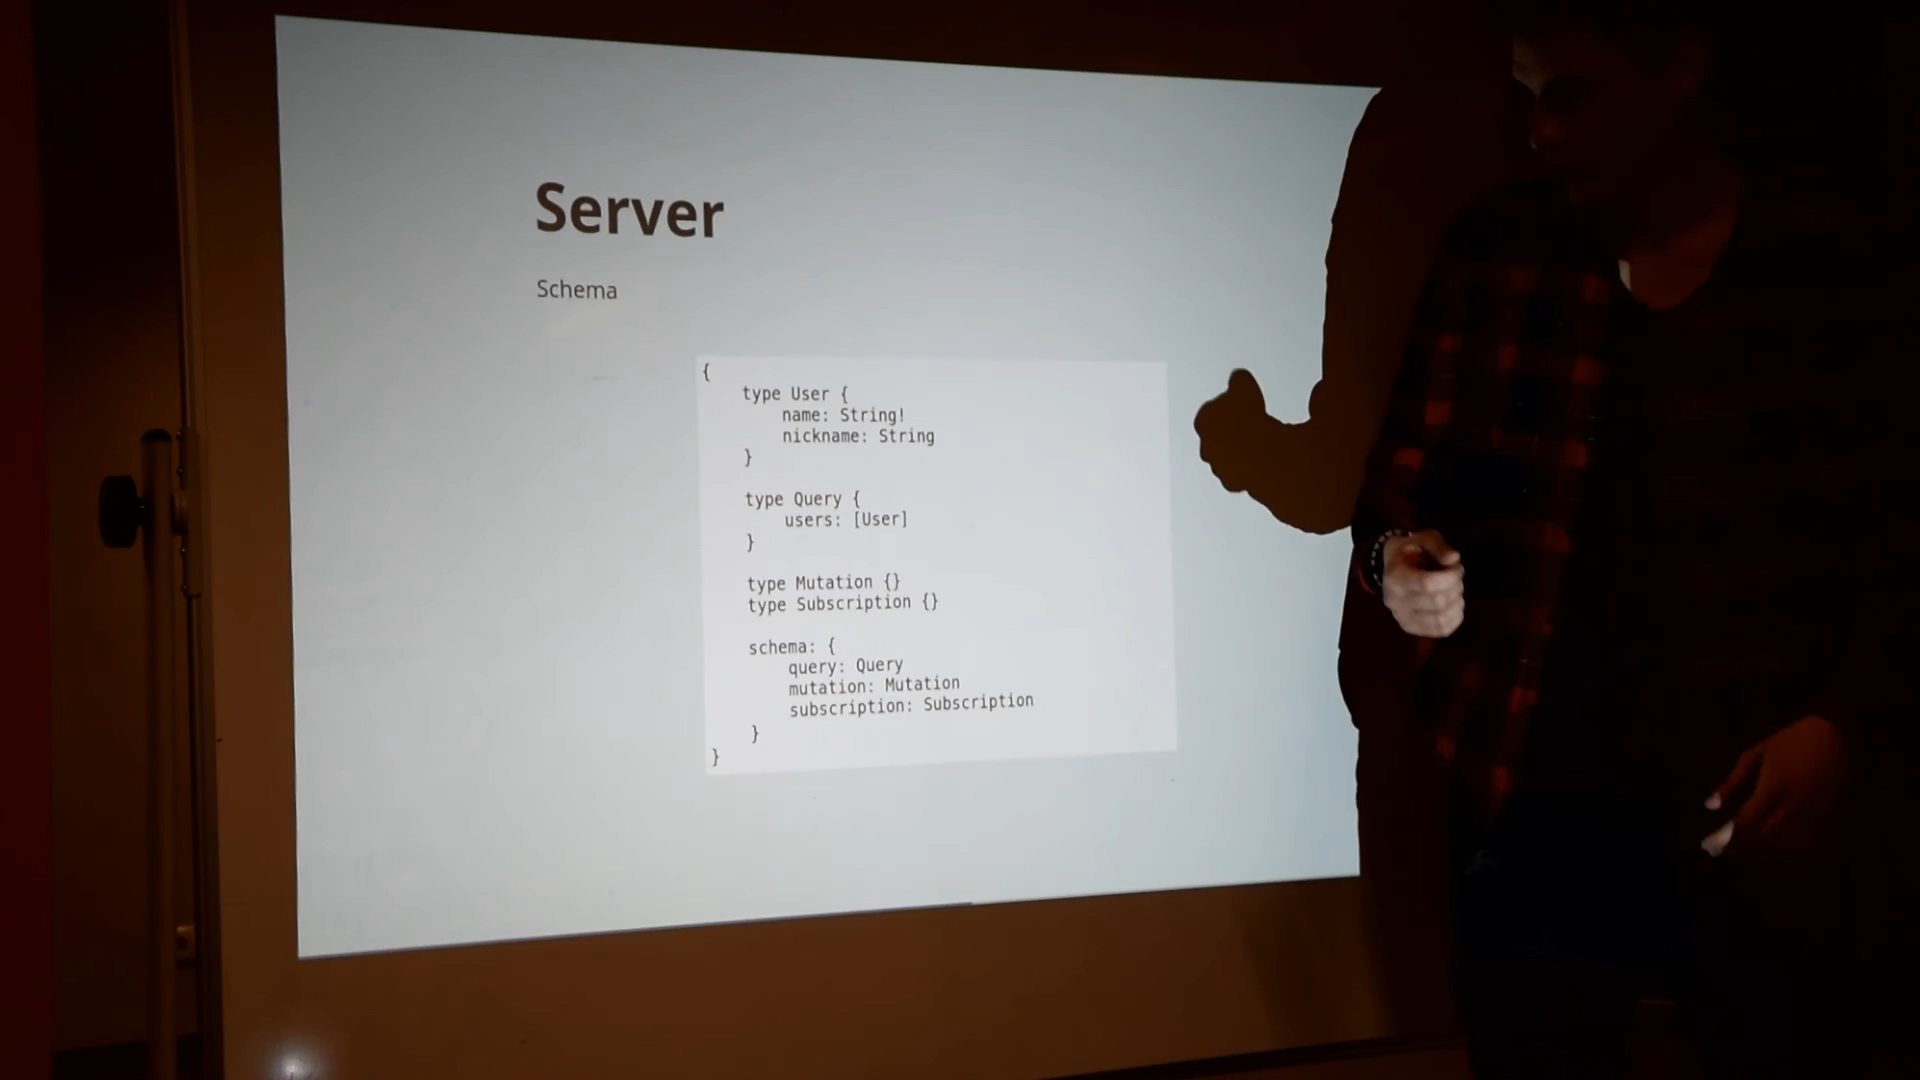 Server
Schema
{
type User {
name: String!
nickname: String
}
type Query {
users: [User]
}
type Mutation {}
type Subscription {}
schema: {
query: Query
mutation: Mutation
subscription: Subscription
}
}